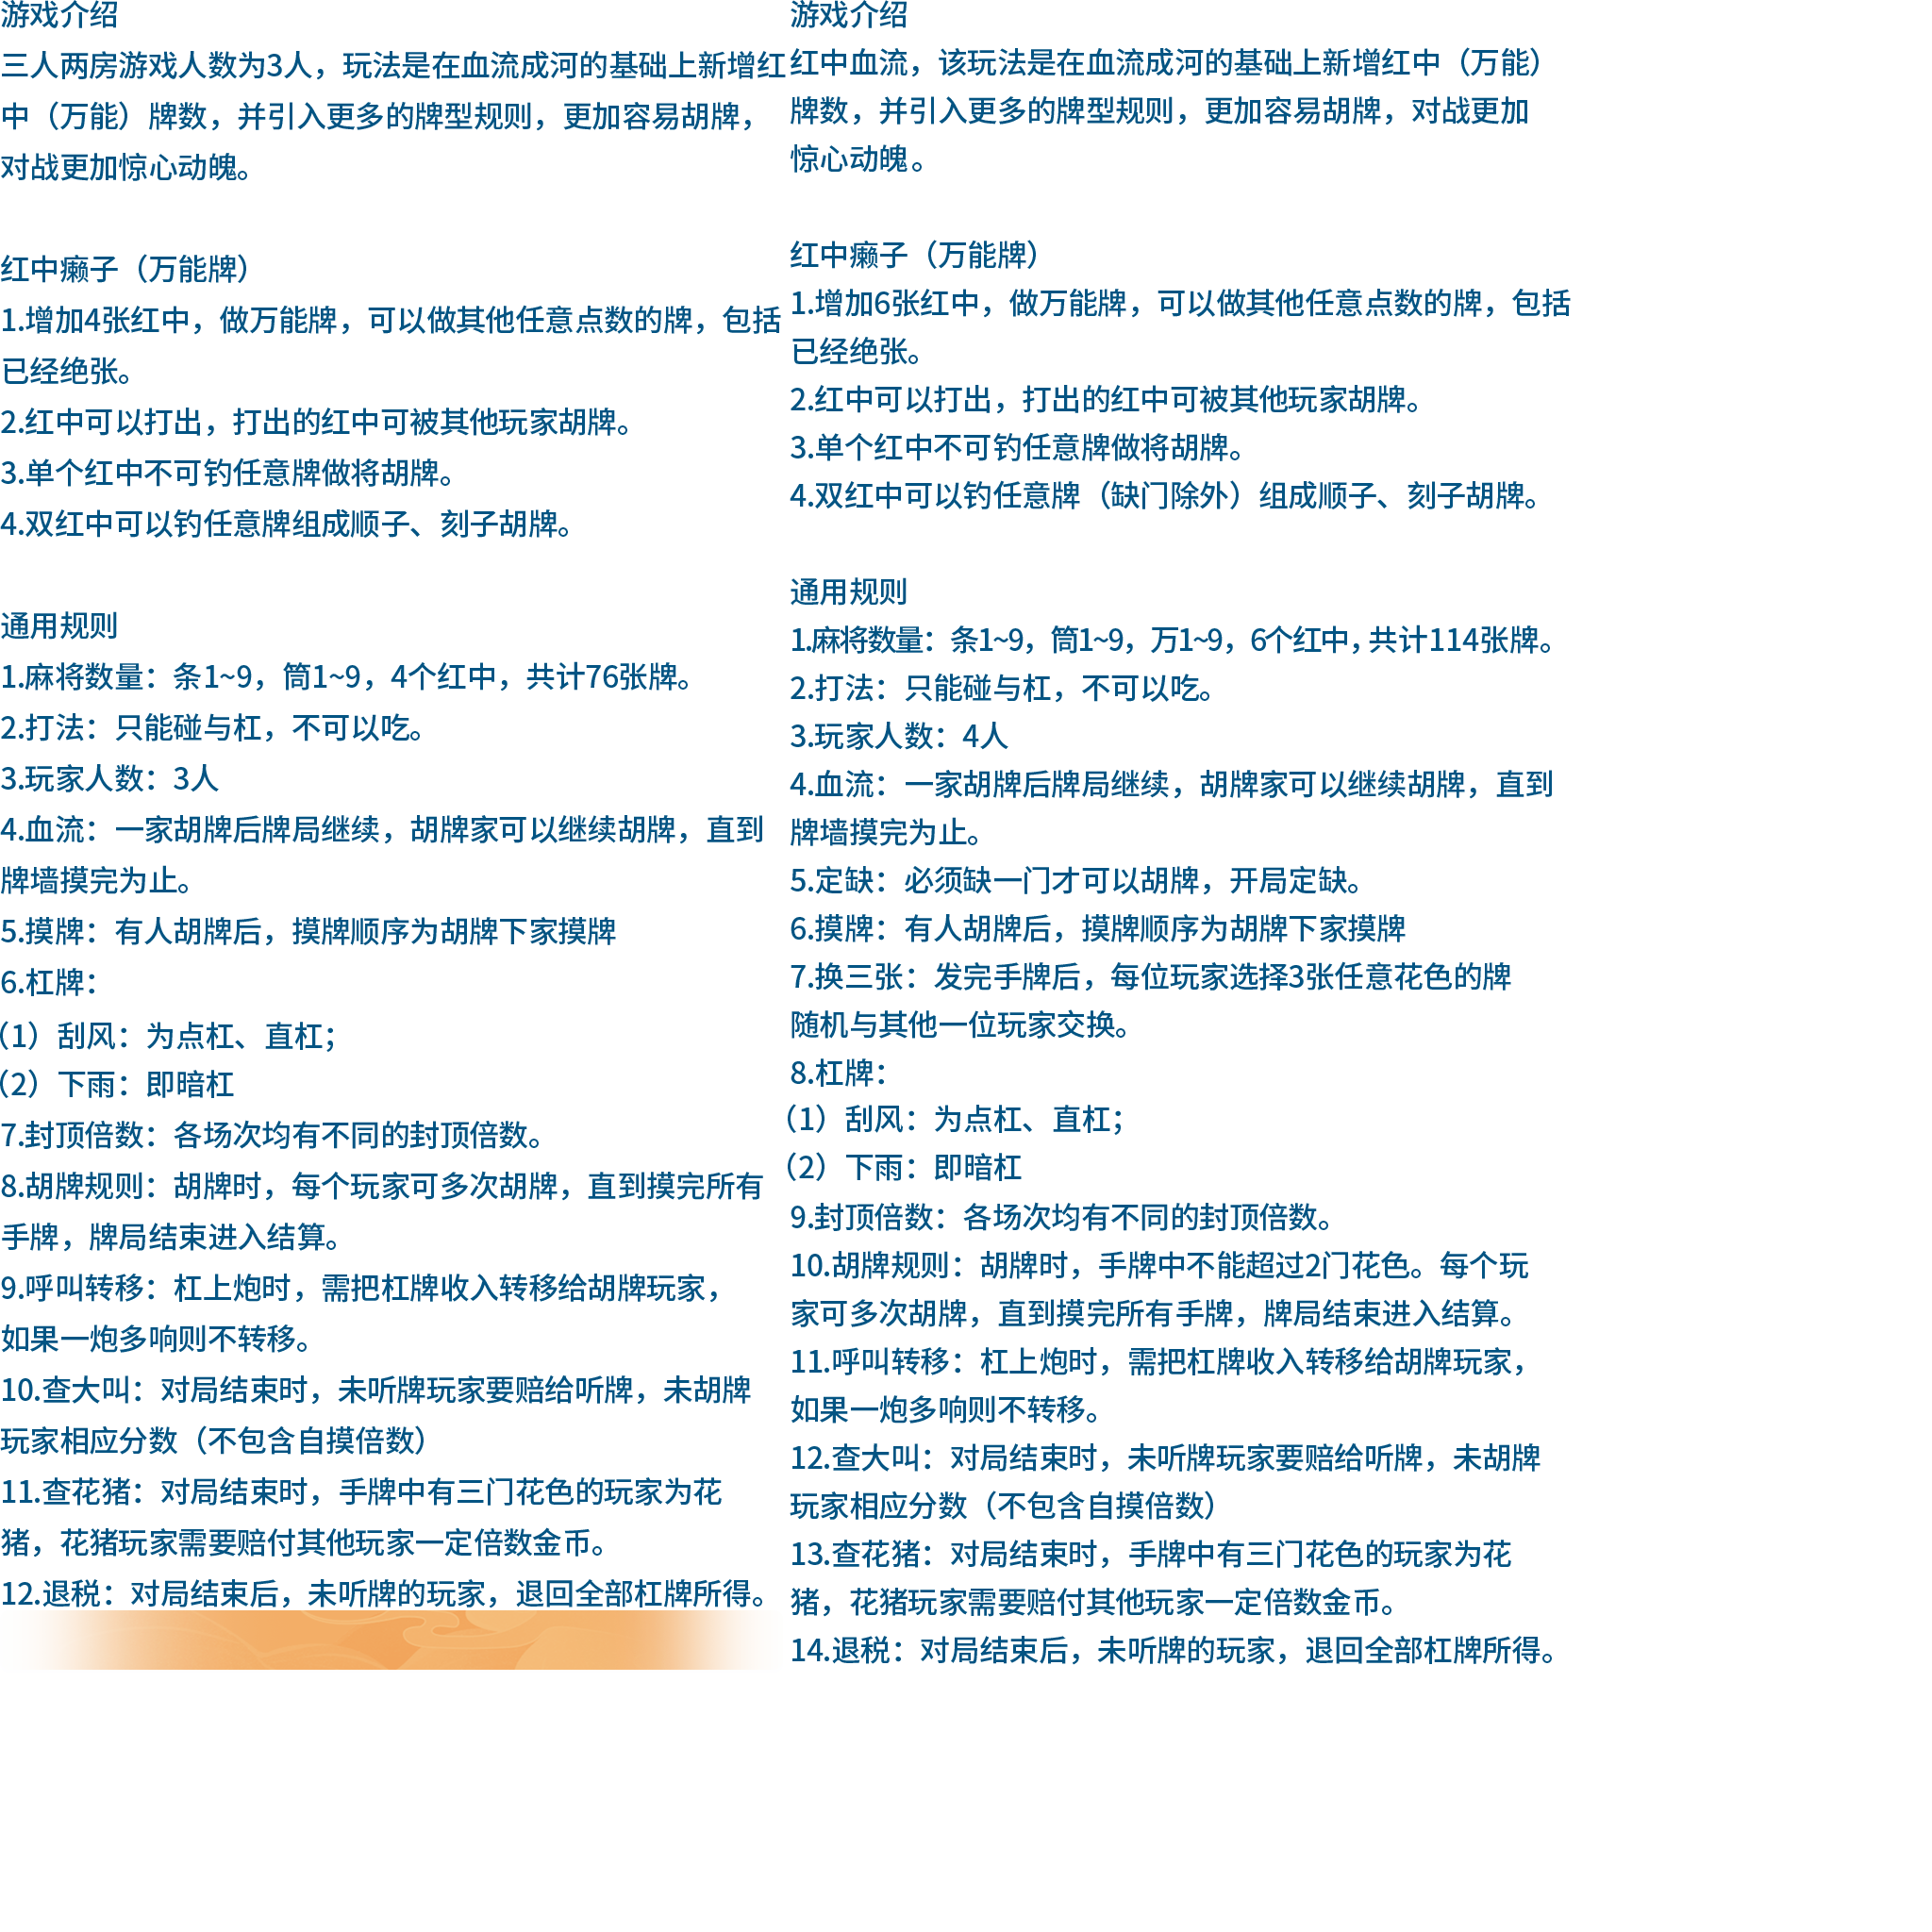 游戏介绍
三人两房游戏人数为3人，玩法是在血流成河的基础上新增红
中（万能）牌数，并引入更多的牌型规则，更加容易胡牌，
对战更加惊心动魄。
红中癞子（万能牌）
1.增加4张红中，做万能牌，可以做其他任意点数的牌，包括
已经绝张。
2.红中可以打出，打出的红中可被其他玩家胡牌。
3.单个红中不可钓任意牌做将胡牌。
4.双红中可以钓任意牌组成顺子、刻子胡牌。
通用规则
1.麻将数量：条1~9，筒1~9，4个红中，共计76张牌。
2.打法：只能碰与杠，不可以吃。
3.玩家人数：3人
4.血流：一家胡牌后牌局继续，胡牌家可以继续胡牌，直到
牌墙摸完为止。
5.摸牌：有人胡牌后，摸牌顺序为胡牌下家摸牌
6.杠牌：
（1）刮风：为点杠、直杠；
（2）下雨：即暗杠
7.封顶倍数：各场次均有不同的封顶倍数。
8.胡牌规则：胡牌时，每个玩家可多次胡牌，直到摸完所有
手牌，牌局结束进入结算。
9.呼叫转移：杠上炮时，需把杠牌收入转移给胡牌玩家，
如果一炮多响则不转移。
10.查大叫：对局结束时，未听牌玩家要赔给听牌，未胡牌
玩家相应分数（不包含自摸倍数）
11.查花猪：对局结束时，手牌中有三门花色的玩家为花
猪，花猪玩家需要赔付其他玩家一定倍数金币。
12.退税：对局结束后，未听牌的玩家，退回全部杠牌所得。
游戏介绍
红中血流，该玩法是在血流成河的基础上新增红中（万能）
牌数，并引入更多的牌型规则，更加容易胡牌，对战更加
惊心动魄。
红中癞子（万能牌）
1.增加6张红中，做万能牌，可以做其他任意点数的牌，包括
已经绝张。
2.红中可以打出，打出的红中可被其他玩家胡牌。
3.单个红中不可钓任意牌做将胡牌。
4.双红中可以钓任意牌（缺门除外）组成顺子、刻子胡牌。
通用规则
1.麻将数量：条1~9，筒1~9，万1~9，6个红中，共计114张牌。
2.打法：只能碰与杠，不可以吃。
3.玩家人数：4人
4.血流：一家胡牌后牌局继续，胡牌家可以继续胡牌，直到
牌墙摸完为止。
5.定缺：必须缺一门才可以胡牌，开局定缺。
6.摸牌：有人胡牌后，摸牌顺序为胡牌下家摸牌
7.换三张：发完手牌后，每位玩家选择3张任意花色的牌
随机与其他一位玩家交换。
8.杠牌：
（1）刮风：为点杠、直杠；
（2）下雨：即暗杠
9.封顶倍数：各场次均有不同的封顶倍数。
10.胡牌规则：胡牌时，手牌中不能超过2门花色。每个玩
家可多次胡牌，直到摸完所有手牌，牌局结束进入结算。
11.呼叫转移：杠上炮时，需把杠牌收入转移给胡牌玩家，
如果一炮多响则不转移。
12.查大叫：对局结束时，未听牌玩家要赔给听牌，未胡牌
玩家相应分数（不包含自摸倍数）
13.查花猪：对局结束时，手牌中有三门花色的玩家为花
猪，花猪玩家需要赔付其他玩家一定倍数金币。
14.退税：对局结束后，未听牌的玩家，退回全部杠牌所得。